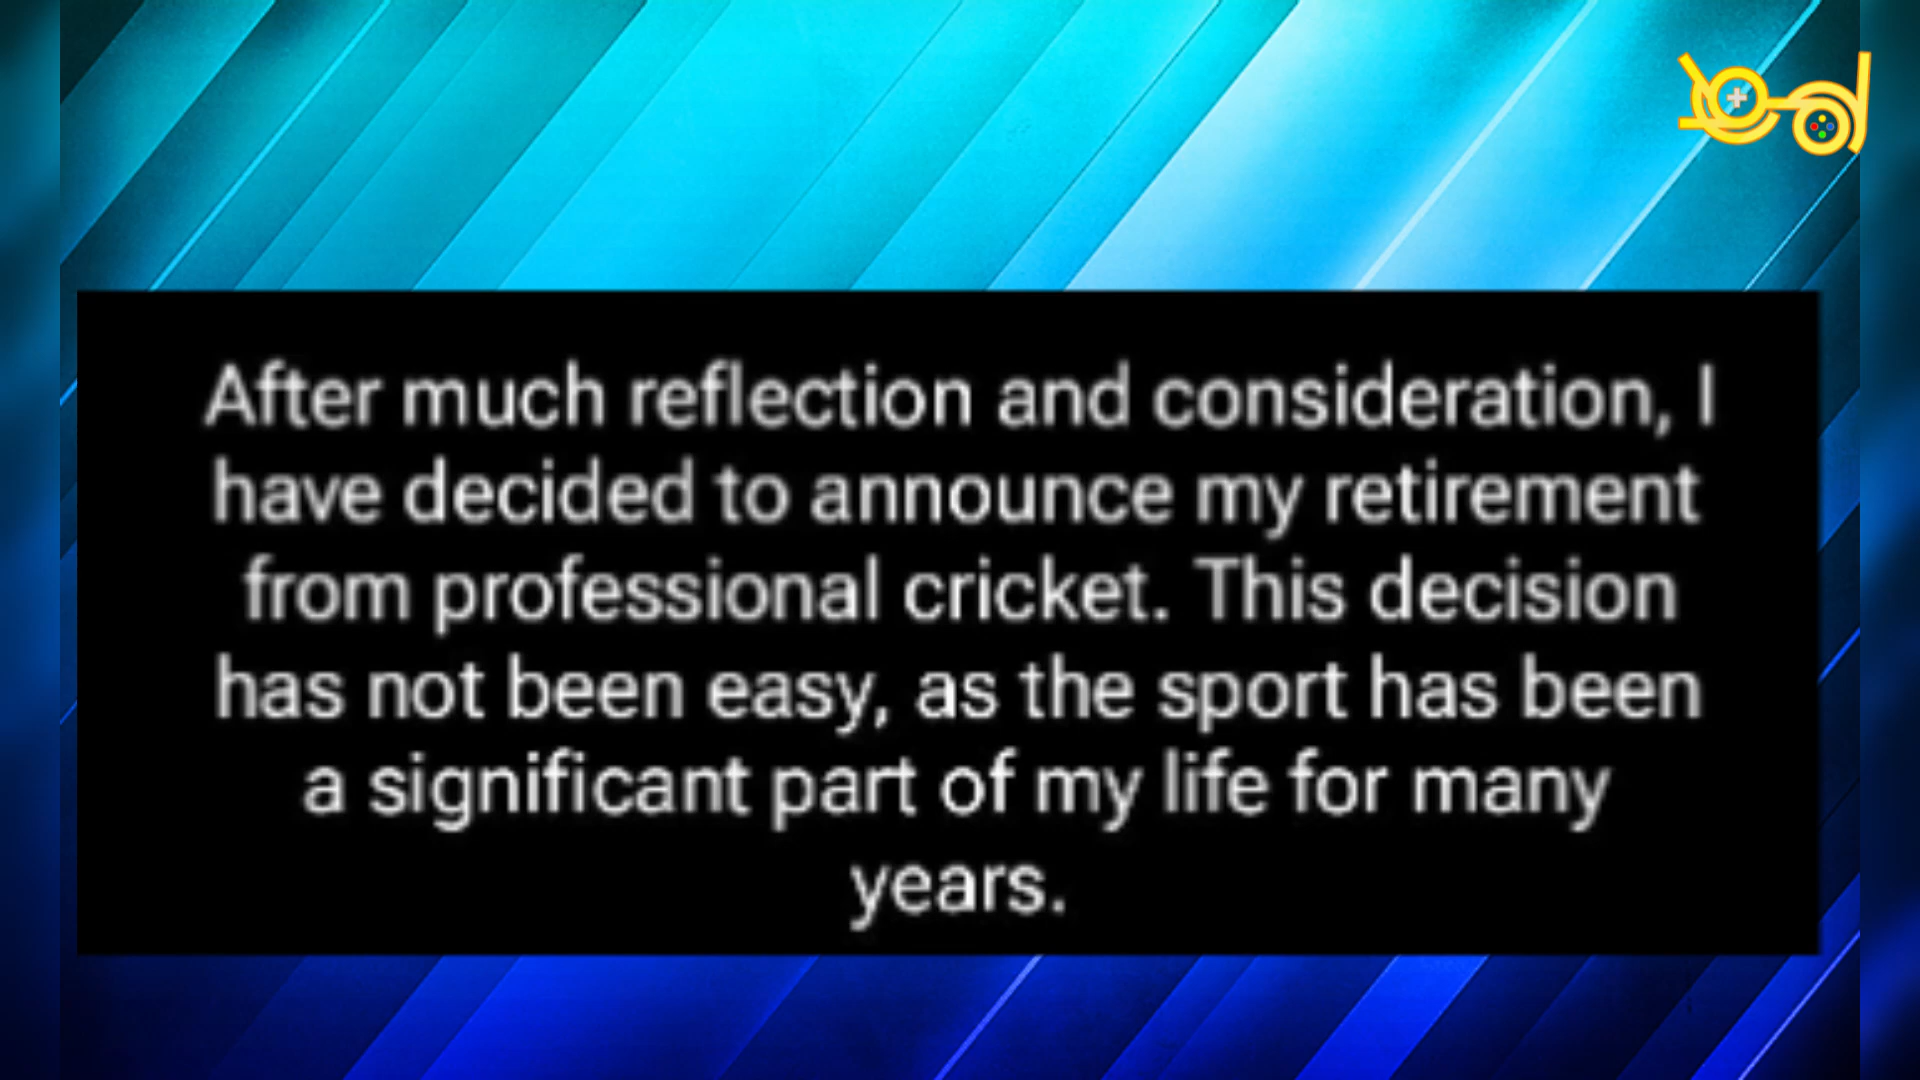 After much reflection and consideration, I
have decided to announce my retirement
from professional cricket. This decision
has not been easy, as the sport has been
a significant part of my life for many
years.